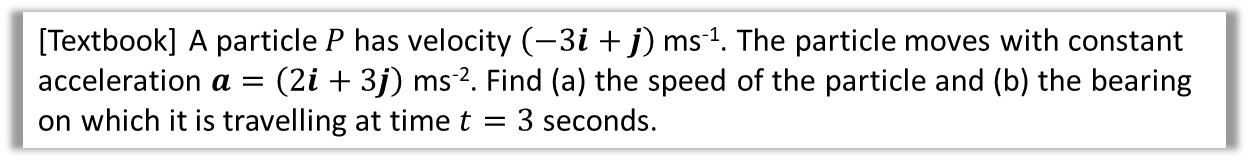 [Textbook] A particle P has velocity (−3i + j) ms⁻¹. The particle moves with constant
acceleration a = (2i + 3j) ms⁻². Find (a) the speed of the particle and (b) the bearing
on which it is travelling at time t = 3 seconds.